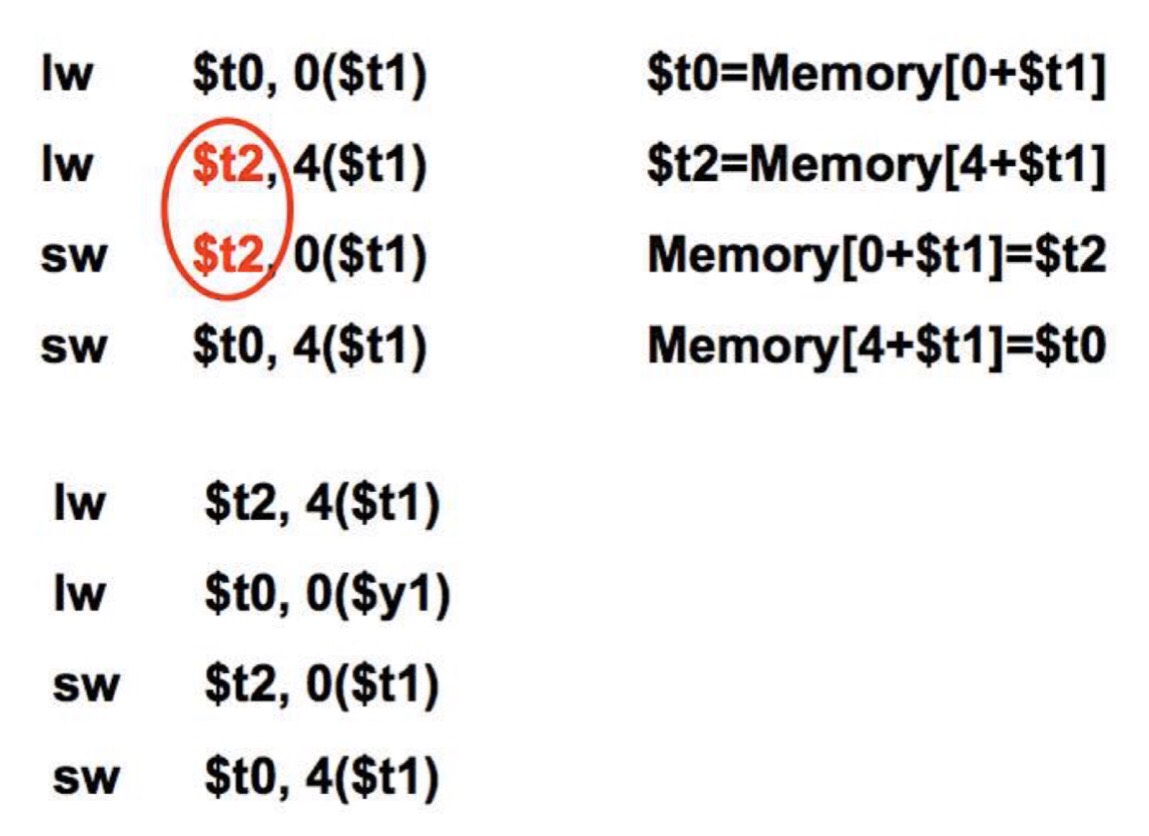 lw $t0, 0($t1) $t0=Memory[0+$t1]
lw $t2, 4($t1) $t2=Memory[4+$t1]
sw $t2, 0($t1) Memory[0+$t1]=$t2
sw $t0, 4($t1) Memory[4+$t1]=$t0
lw $t2, 4($t1)
lw $t0, 0($y1)
sw $t2, 0($t1)
sw $t0, 4($t1)